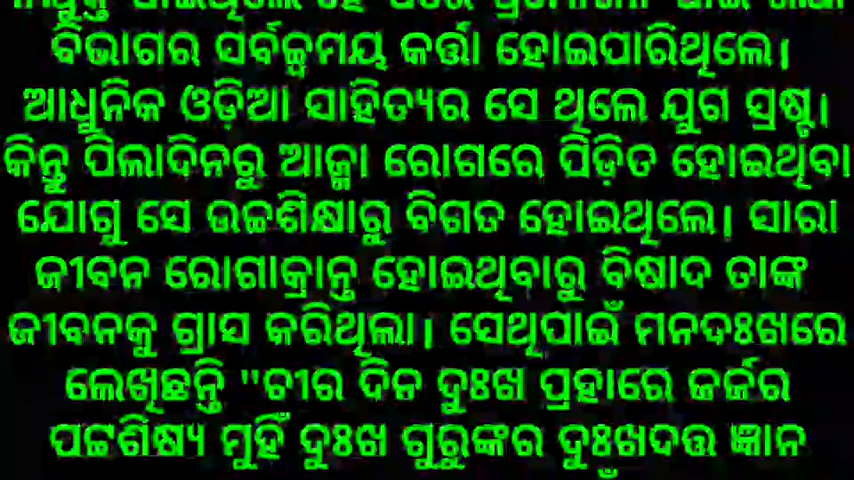 ବିଭାଗର ସର୍ବଜ୍ଞମୟ କର୍ତ୍ତା ହୋଇପାରିଥିଲେ।
ଆଧୁନିକ ଓଡ଼ିଆ ସାହିତ୍ୟର ସେ ଥିଲେ ଯୁଗ ସ୍ରଷ୍ଟା।
କିନ୍ତୁ ପିଲାଦିନରୁ ଆଜ୍ମା ରୋଗରେ ପିଡ଼ିତ ହୋଇଥିବା
ଯୋଗୁ ସେ ଉଚ୍ଚଶିକ୍ଷାରୁ ବିଗତ ହୋଇଥିଲେ। ସାରା
ଜୀବନ ରୋଗାକ୍ରାନ୍ତ ହୋଇଥିବାରୁ ବିଷାଦ ତାଙ୍କ
ଜୀବନକୁ ଗ୍ରାସ କରିଥିଲା। ସେଥିପାଇଁ ମନଦଃଖରେ
ଲେଖିଛନ୍ତି "ଚୀର ଦିନ ଦୁଃଖ ପ୍ରହାରେ ଜର୍ଜର
ପଟ୍ଟଶିକ୍ଷ୍ୟ ମୁହିଁ ଦୁଃଖ ଗୁରୁଙ୍କର ଦୁଃଖଦତ୍ତ ଜ୍ଞାନ